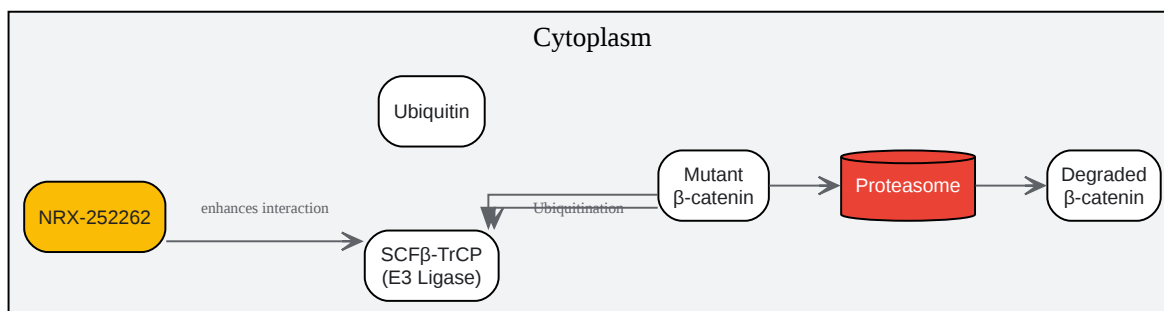 Cytoplasm
Ubiquitin
NRX-252262
enhances interaction
SCFβ-TrCP
(E3 Ligase)
Ubiquitination
Mutant
β-catenin
Proteasome
Degraded
β-catenin